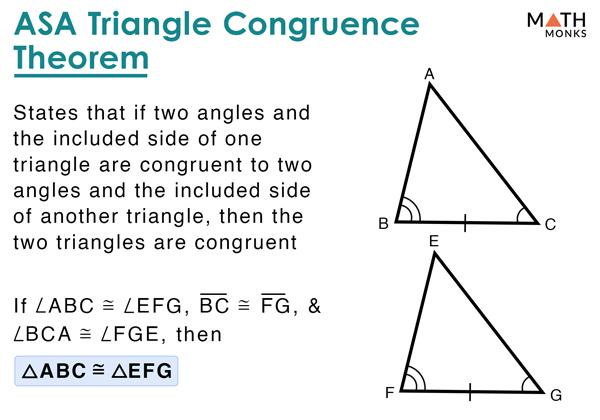 ASA Triangle Congruence
Theorem
MATH
MONKS
States that if two angles and
the included side of one
triangle are congruent to two
angles and the included side
of another triangle, then the
two triangles are congruent
If ∠ABC ≅ ∠EFG, B̅C̅ ≅ F̅G̅, &
∠BCA ≅ ∠FGE, then
△ABC ≅ △EFG
A
B
C
E
F
G